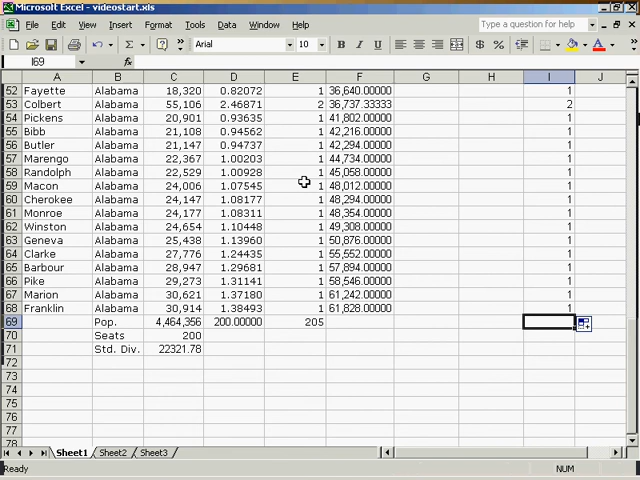 Microsoft Excel - videostart.xls
File Edit View Insert Format Tools Data Window Help Type a question for help
Arial 10 B I U
I69 fx
A B C D E F G H I J
52 Fayette Alabama 18,320 0.82072 1 36,640.00000 1
53 Colbert Alabama 55,106 2.46871 2 36,737.33333 2
54 Pickens Alabama 20,901 0.93635 1 41,802.00000 1
55 Bibb Alabama 21,108 0.94562 1 42,216.00000 1
56 Butler Alabama 21,147 0.94737 1 42,294.00000 1
57 Marengo Alabama 22,367 1.00203 1 44,734.00000 1
58 Randolph Alabama 22,529 1.00928 1 45,058.00000 1
59 Macon Alabama 24,006 1.07545 1 48,012.00000 1
60 Cherokee Alabama 24,147 1.08177 1 48,294.00000 1
61 Monroe Alabama 24,177 1.08311 1 48,354.00000 1
62 Winston Alabama 24,654 1.10448 1 49,308.00000 1
63 Geneva Alabama 25,438 1.13960 1 50,876.00000 1
64 Clarke Alabama 27,776 1.24435 1 55,552.00000 1
65 Barbour Alabama 28,947 1.29681 1 57,894.00000 1
66 Pike Alabama 29,273 1.31141 1 58,546.00000 1
67 Marion Alabama 30,621 1.37180 1 61,242.00000 1
68 Franklin Alabama 30,914 1.38493 1 61,828.00000 1
69 Pop. 4,464,356 200.00000 205
70 Seats 200
71 Std. Div. 22321.78
72
73
74
75
76
77
78
Sheet1 Sheet2 Sheet3
Ready NUM